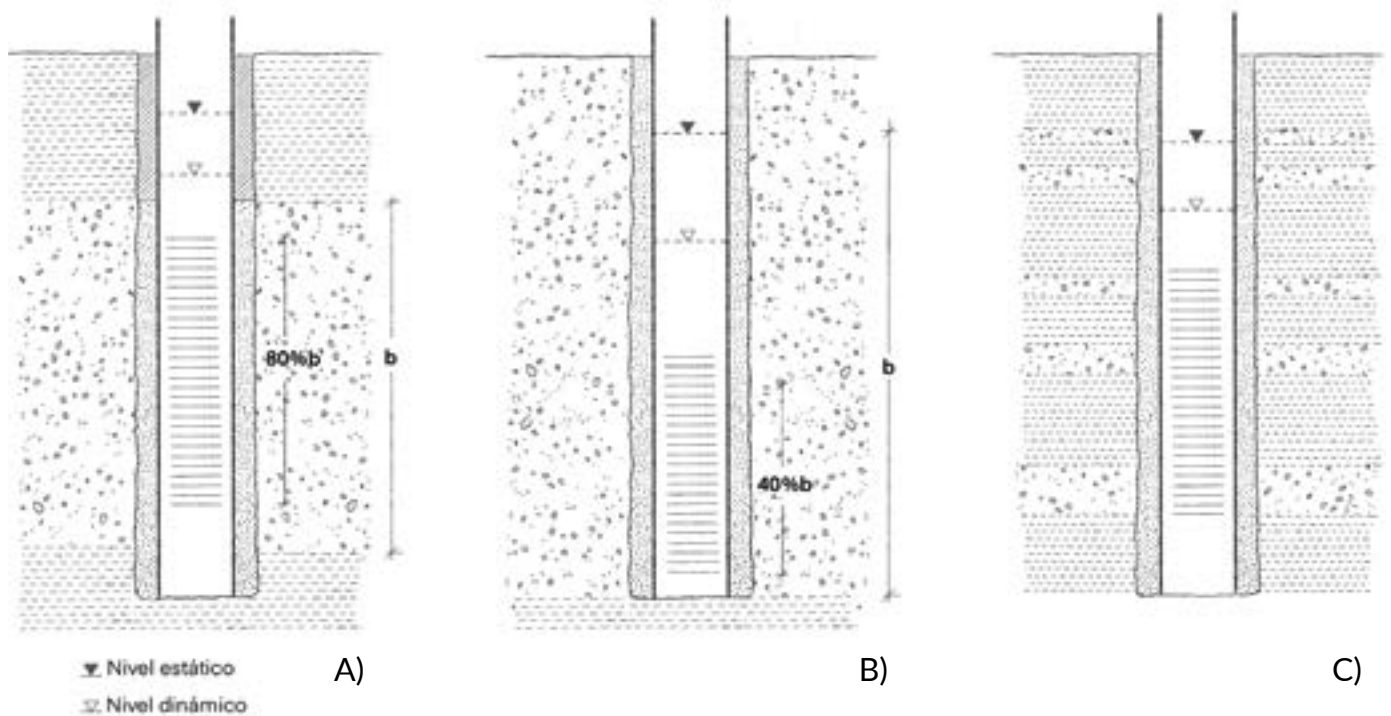 80%b
b
b
40%b
▼ Nivel estático
▽ Nivel dinámico
A)
B)
C)